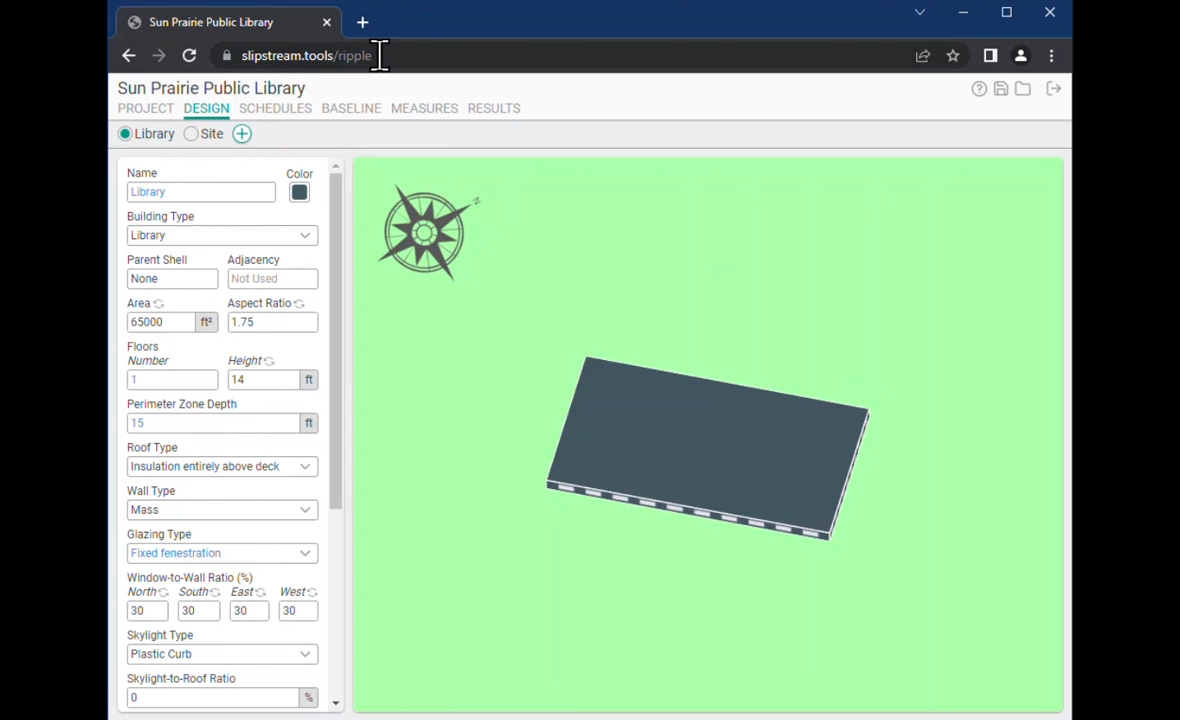 Sun Prairie Public Library
slipstream.tools/ripple
Sun Prairie Public Library
PROJECT DESIGN SCHEDULES BASELINE MEASURES RESULTS
Library Site
Name Color
Library
Building Type
Library
Parent Shell Adjacency
None Not Used
Area Aspect Ratio
65000 ft² 1.75
Floors
Number Height
1 14 ft
Perimeter Zone Depth
15 ft
Roof Type
Insulation entirely above deck
Wall Type
Mass
Glazing Type
Fixed fenestration
Window-to-Wall Ratio (%)
North South East West
30 30 30 30
Skylight Type
Plastic Curb
Skylight-to-Roof Ratio
0 %
N